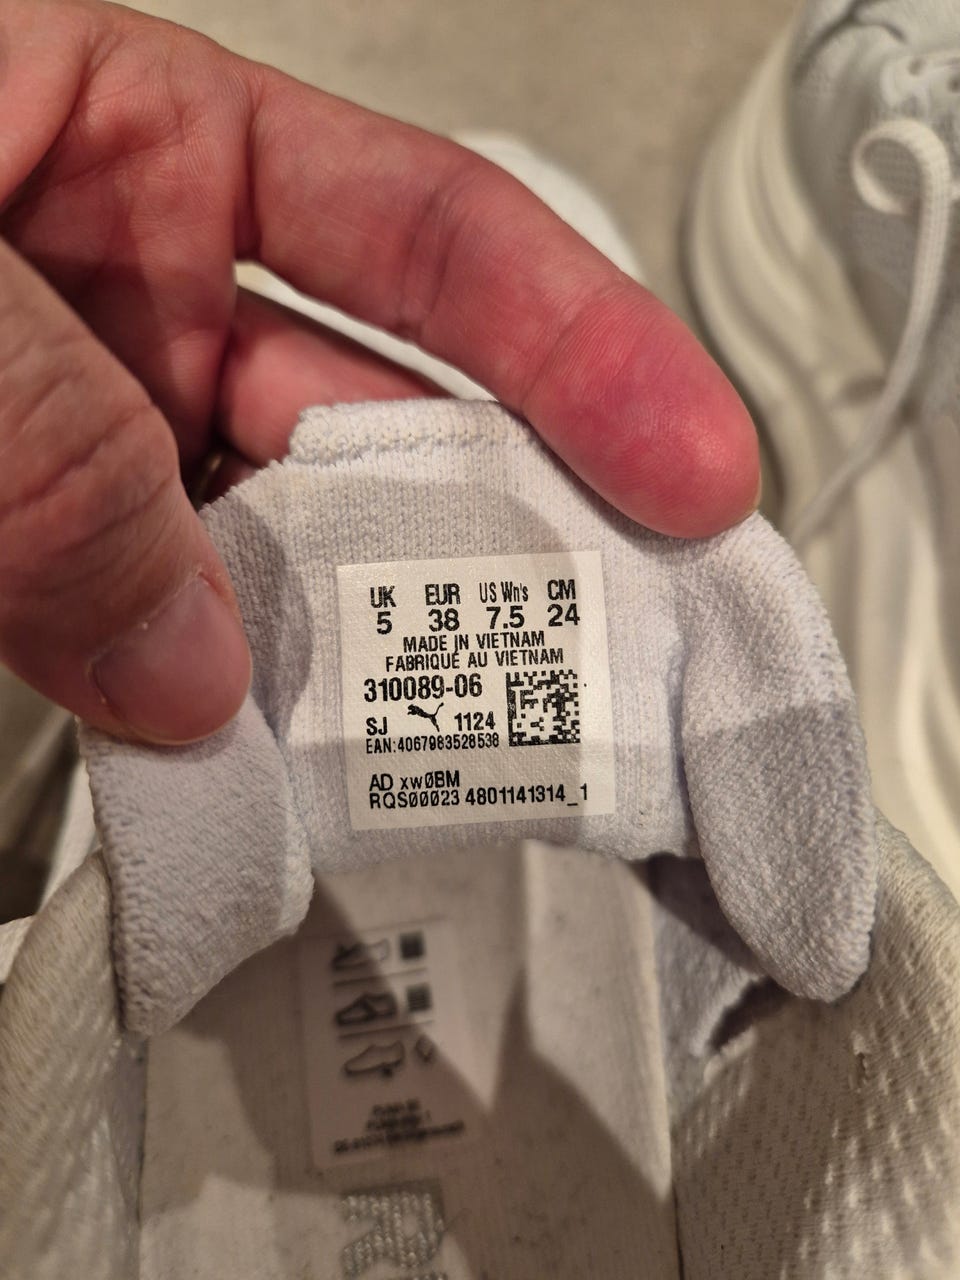 UK EUR US Wn's CM
5 38 7.5 24
MADE IN VIETNAM
FABRIQUÉ AU VIETNAM
310089-06
SJ 1124
EAN:4067983528538
AD xw0BM
RQS00023 4801141314_1